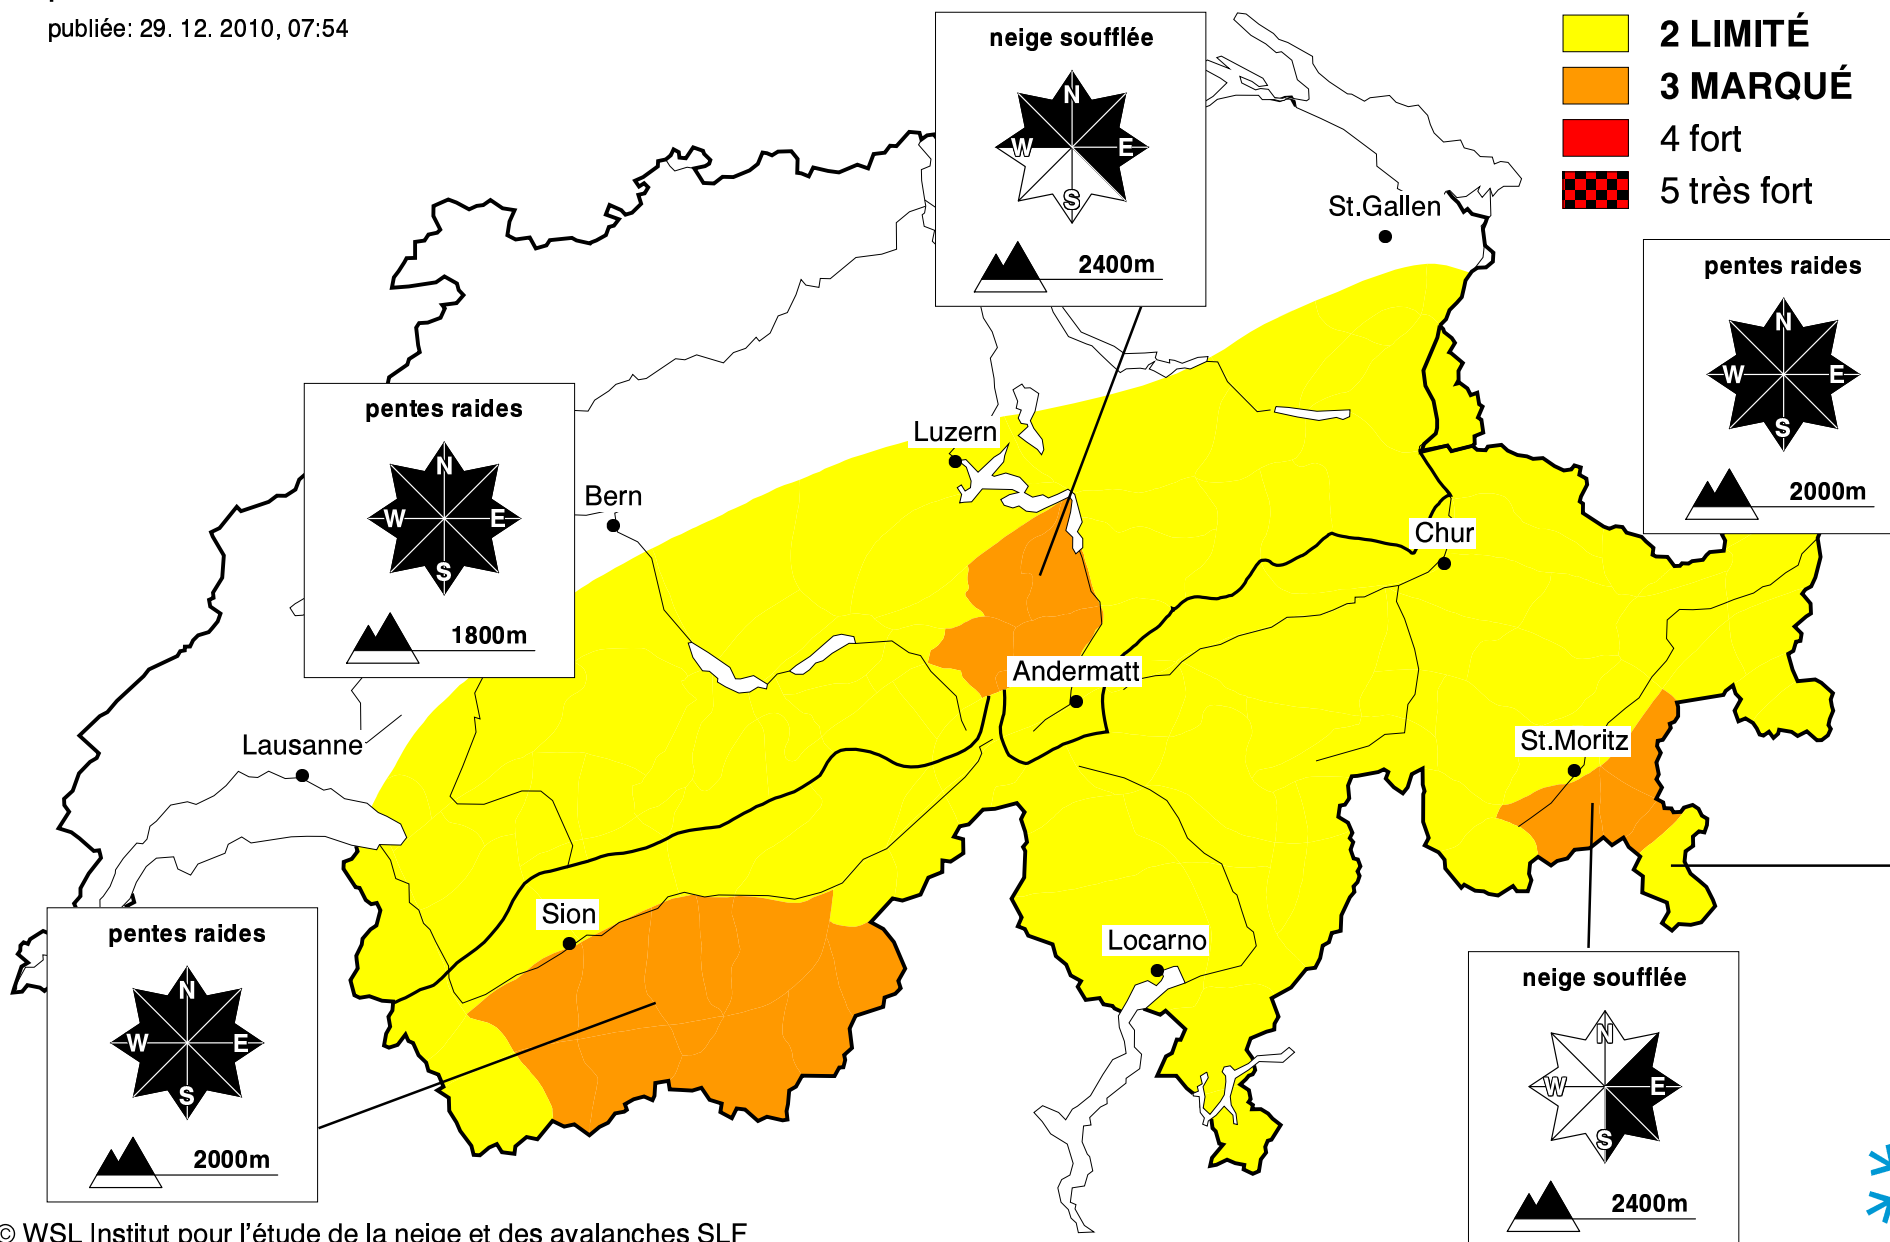 publiée: 29. 12. 2010, 07:54
2 LIMITÉ
3 MARQUÉ
4 fort
5 très fort
neige soufflée
N
W E
S
2400m
St.Gallen
pentes raides
N
W E
S
2000m
pentes raides
N
W E
S
1800m
Luzern
Bern
Chur
Andermatt
St.Moritz
Lausanne
Sion
Locarno
pentes raides
N
W E
S
2000m
neige soufflée
N
W E
S
2400m
© WSL Institut pour l'étude de la neige et des avalanches SLF